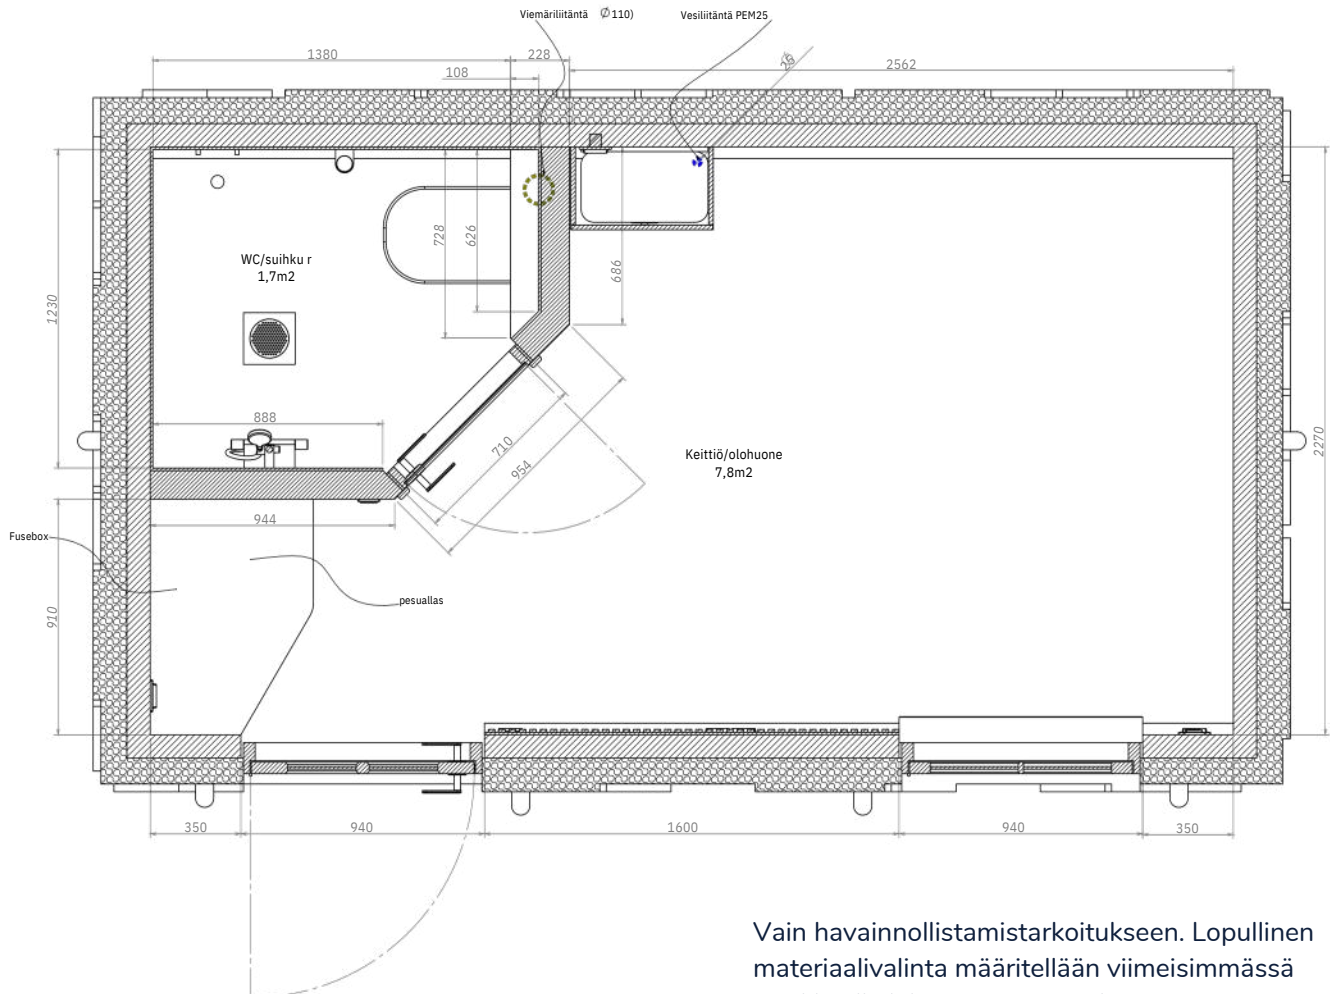 Viemäriliitäntä ∅110)
Vesiliitäntä PEM25
1380
228
26
2562
108
728
626
686
WC/suihku r
1,7m2
1230
888
710
954
Keittiö/olohuone
7,8m2
2270
944
Fusebox
pesuallas
910
350
940
1600
940
350
Vain havainnollistamistarkoitukseen. Lopullinen
materiaalivalinta määritellään viimeisimmässä